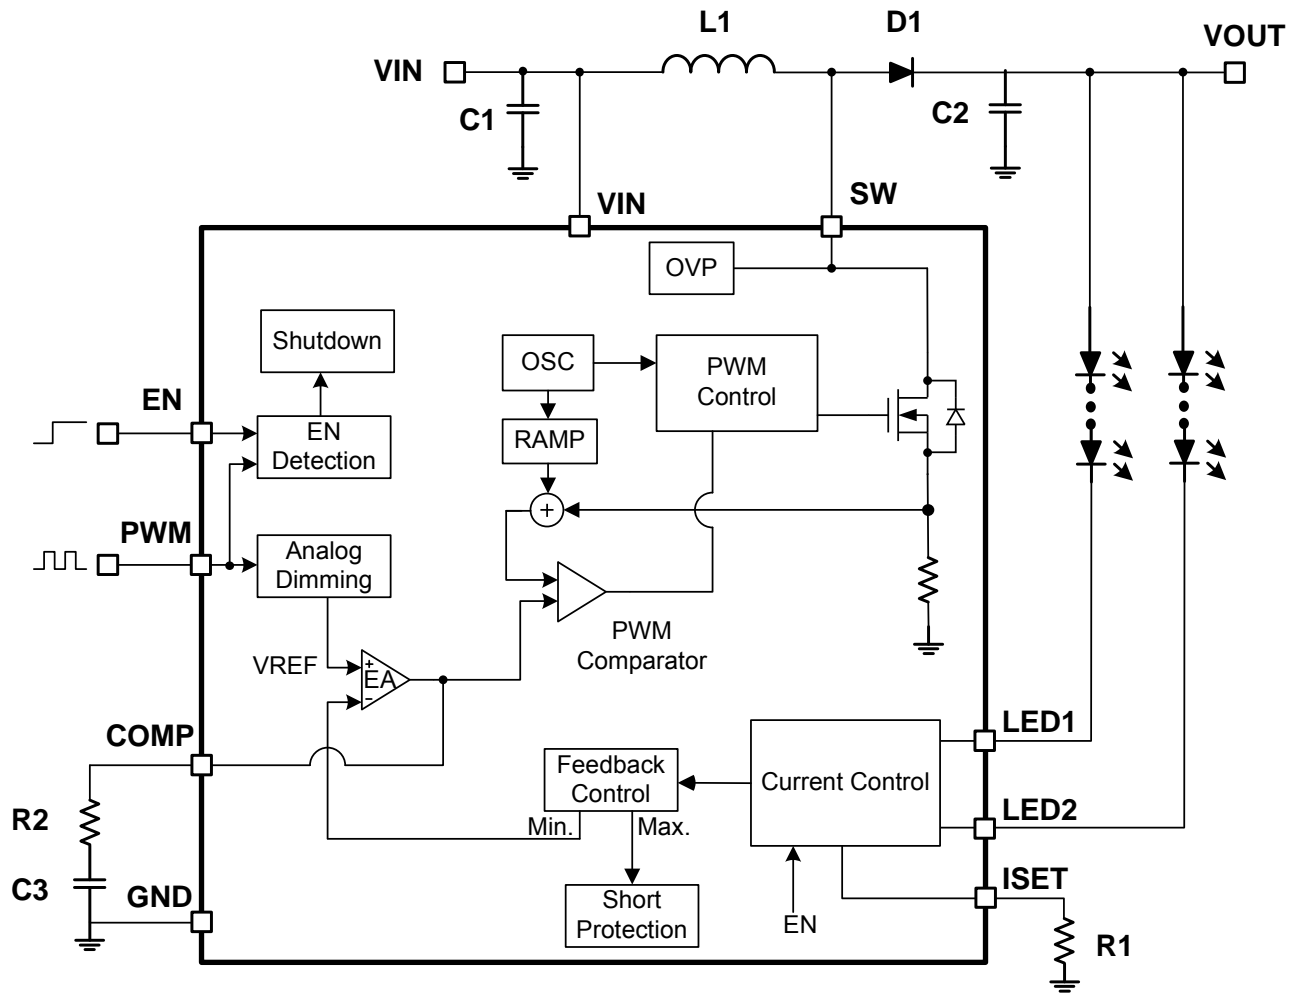 L1
D1
VOUT
VIN
C1
C2
VIN
SW
OVP
Shutdown
OSC
PWM
Control
EN
EN
Detection
RAMP
+
PWM
Analog
Dimming
PWM
Comparator
VREF
+
EA
-
COMP
LED1
Feedback
Control
Current Control
R2
Min.
Max.
LED2
C3
GND
ISET
Short
Protection
EN
R1